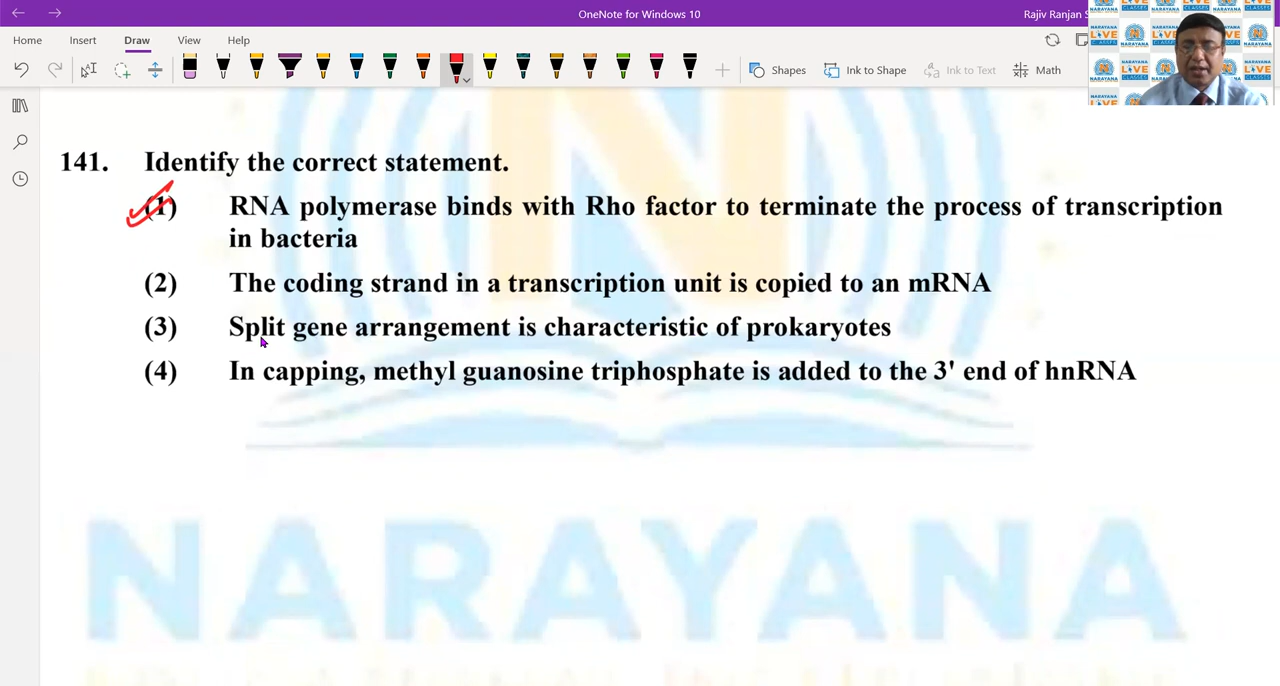 OneNote for Windows 10
Rajiv Ranjan S
Home Insert Draw View Help
Shapes Ink to Shape Ink to Text Math
141. Identify the correct statement.
(1) RNA polymerase binds with Rho factor to terminate the process of transcription
in bacteria
(2) The coding strand in a transcription unit is copied to an mRNA
(3) Split gene arrangement is characteristic of prokaryotes
(4) In capping, methyl guanosine triphosphate is added to the 3' end of hnRNA
NARAYANA